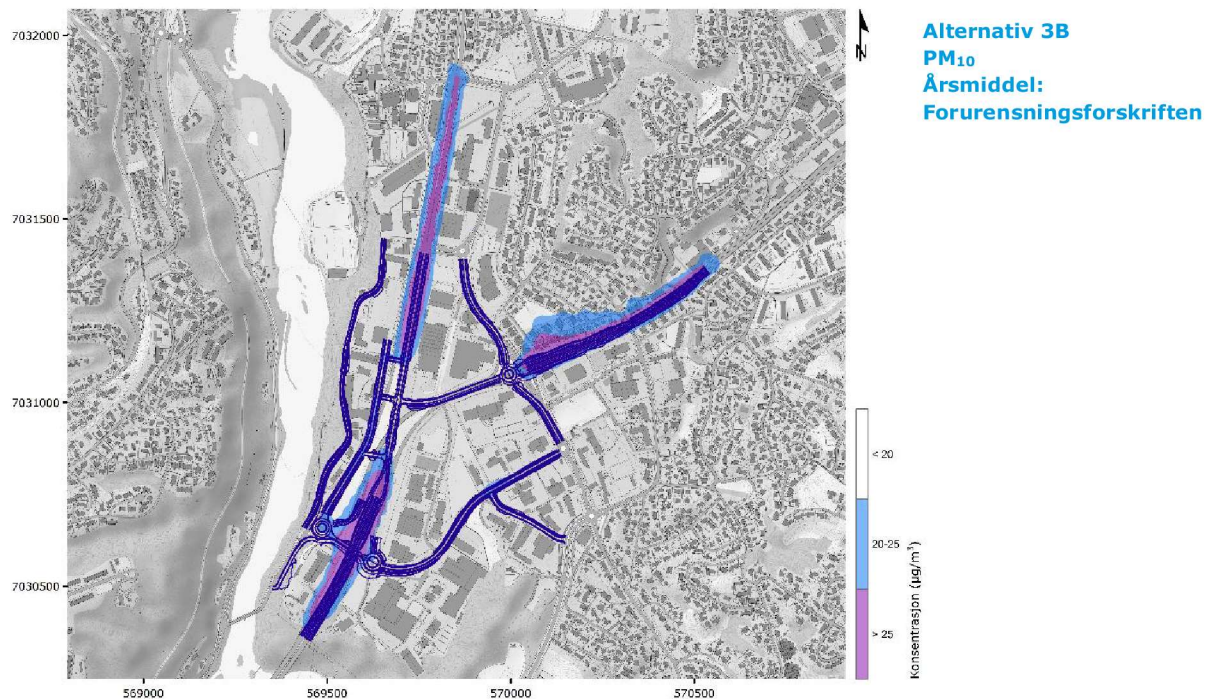 Alternativ 3B
PM₁₀
Årsmiddel:
Forurensningsforskriften
N
7032000
7031500
7031000
7030500
569000
569500
570000
570500
Konsentrasjon (µg/m³)
< 20
20-25
> 25